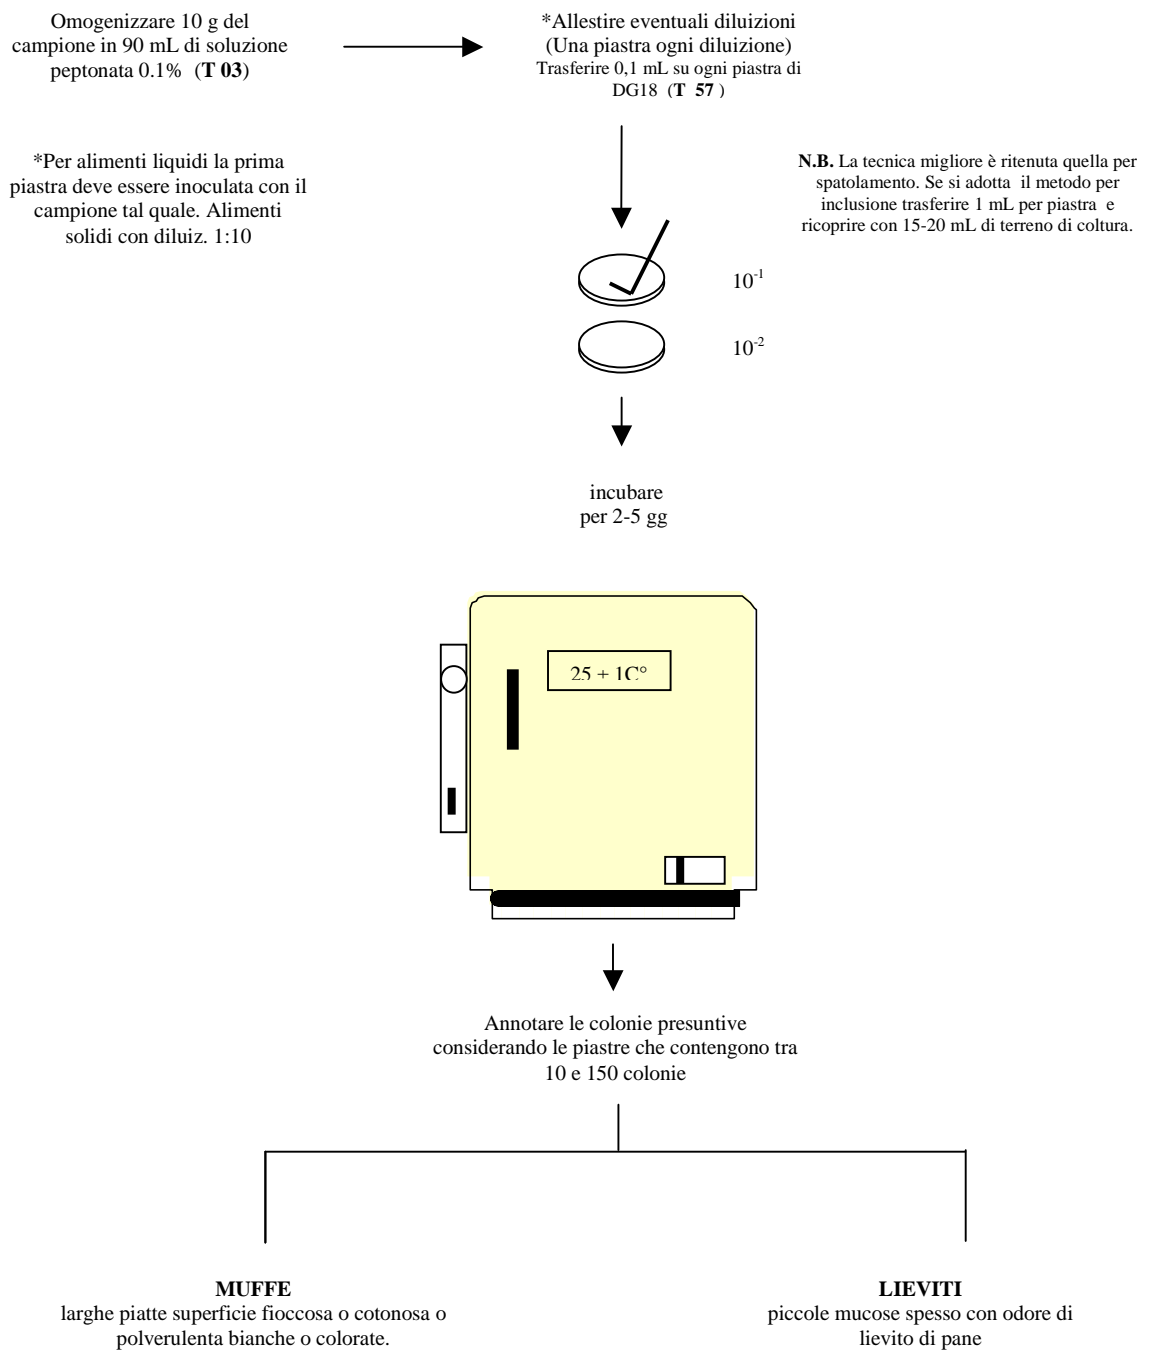 Omogenizzare 10 g del
campione in 90 mL di soluzione
peptonata 0.1% (T 03)
*Allestire eventuali diluizioni
(Una piastra ogni diluizione)
Trasferire 0,1 mL su ogni piastra di
DG18 (T 57 )
*Per alimenti liquidi la prima
piastra deve essere inoculata con il
campione tal quale. Alimenti
solidi con diluiz. 1:10
N.B. La tecnica migliore è ritenuta quella per
spatolamento. Se si adotta il metodo per
inclusione trasferire 1 mL per piastra e
ricoprire con 15-20 mL di terreno di coltura.
10⁻¹
10⁻²
incubare
per 2-5 gg
25 + 1C°
Annotare le colonie presuntive
considerando le piastre che contengono tra
10 e 150 colonie
MUFFE
larghe piatte superficie fioccosa o cotonosa o
polverulenta bianche o colorate.
LIEVITI
piccole mucose spesso con odore di
lievito di pane